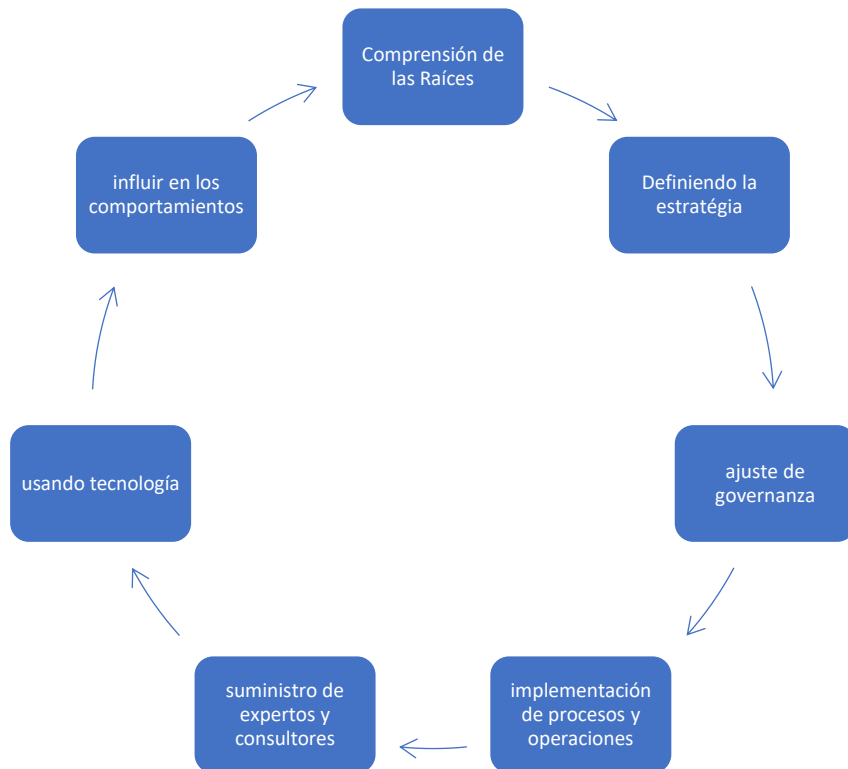 Comprensión de
las Raíces
Definiendo la
estratégia
ajuste de
governanza
implementación
de procesos y
operaciones
suministro de
expertos y
consultores
usando tecnología
influir en los
comportamientos